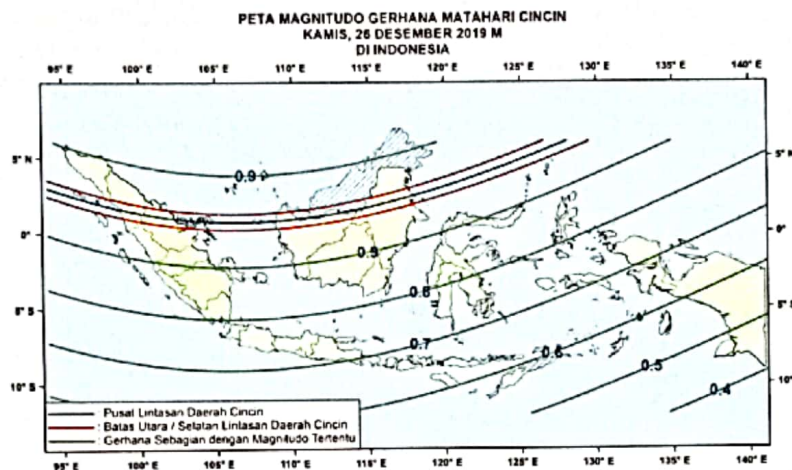 PETA MAGNITUDO GERHANA MATAHARI CINCIN
KAMIS, 26 DESEMBER 2019 M
DI INDONESIA
95° E 100° E 105° E 110° E 115° E 120° E 125° E 130° E 135° E 140° E
5° N 5° N
0.9
0° 0°
0.9
5° S 5° S
0.8
0.7
0.6
0.5
10° S 10° S
0.4
Pusat Lintasan Daerah Cincin
: Batas Utara / Selatan Lintasan Daerah Cincin
: Gerhana Sebagian dengan Magnitudo Tertentu
95° E 100° E 105° E 110° E 115° E 120° E 125° E 130° E 135° E 140° E